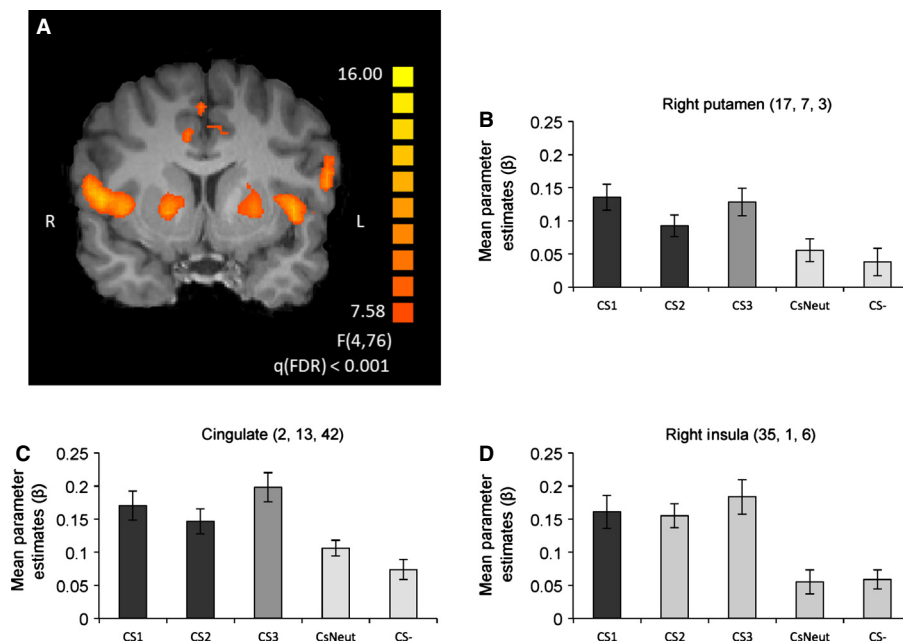 A
16.00
R
L
7.58
F(4,76)
q(FDR) < 0.001
B
Right putamen (17, 7, 3)
Mean parameter
estimates (β)
0.25
0.2
0.15
0.1
0.05
0
CS1 CS2 CS3 CsNeut CS-
C
Cingulate (2, 13, 42)
Mean parameter
estimates (β)
0.25
0.2
0.15
0.1
0.05
0
CS1 CS2 CS3 CsNeut CS-
D
Right insula (35, 1, 6)
Mean parameter
estimates (β)
0.25
0.2
0.15
0.1
0.05
0
CS1 CS2 CS3 CsNeut CS-